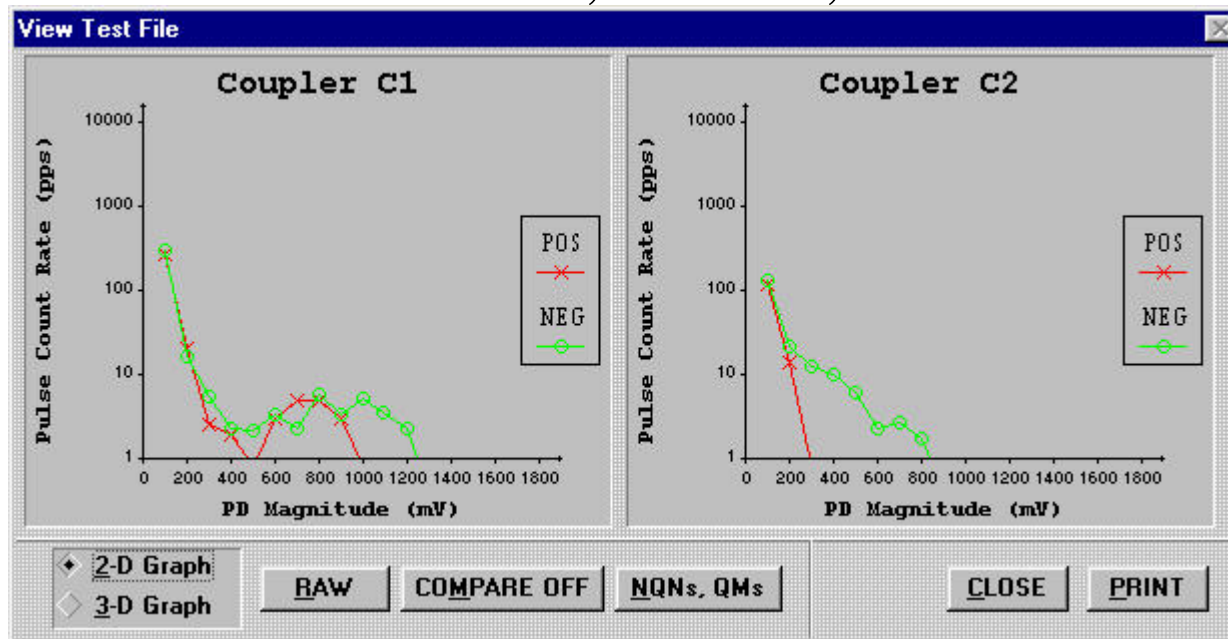 View Test File
Coupler C1
Pulse Count Rate (pps)
10000
1000
100
10
1
0 200 400 600 800 1000 1200 1400 1600 1800
PD Magnitude (mV)
POS
NEG
Coupler C2
Pulse Count Rate (pps)
10000
1000
100
10
1
0 200 400 600 800 1000 1200 1400 1600 1800
PD Magnitude (mV)
POS
NEG
2-D Graph
3-D Graph
RAW
COMPARE OFF
NQNs, QMs
CLOSE
PRINT